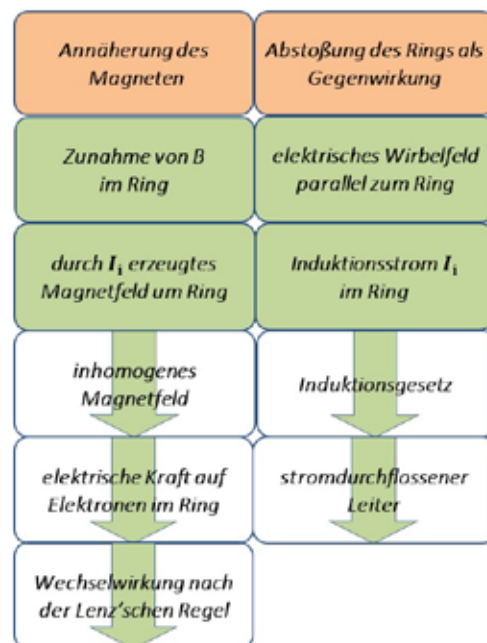 Annäherung des
Magneten
Abstoßung des Rings als
Gegenwirkung
Zunahme von B
im Ring
elektrisches Wirbelfeld
parallel zum Ring
durch Iᵢ erzeugtes
Magnetfeld um Ring
Induktionsstrom Iᵢ
im Ring
inhomogenes
Magnetfeld
Induktionsgesetz
elektrische Kraft auf
Elektronen im Ring
stromdurchflossener
Leiter
Wechselwirkung nach
der Lenz'schen Regel